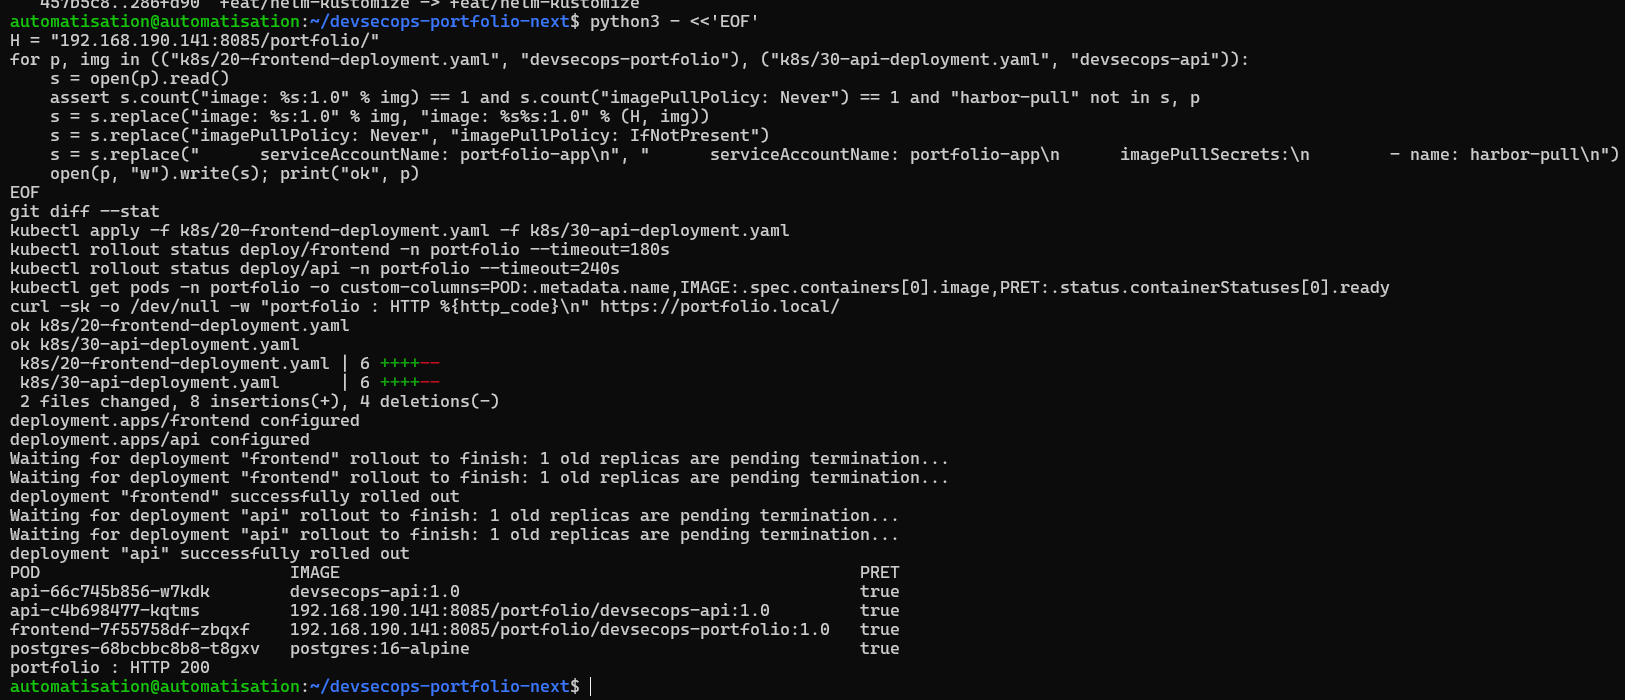 457b5c8..286fd90  feat/helm-kustomize -> feat/helm-kustomize
automatisation@automatisation:~/devsecops-portfolio-next$ python3 - <<'EOF'
H = "192.168.190.141:8085/portfolio/"
for p, img in (("k8s/20-frontend-deployment.yaml", "devsecops-portfolio"), ("k8s/30-api-deployment.yaml", "devsecops-api")):
    s = open(p).read()
    assert s.count("image: %s:1.0" % img) == 1 and s.count("imagePullPolicy: Never") == 1 and "harbor-pull" not in s, p
    s = s.replace("image: %s:1.0" % img, "image: %s%s:1.0" % (H, img))
    s = s.replace("imagePullPolicy: Never", "imagePullPolicy: IfNotPresent")
    s = s.replace("      serviceAccountName: portfolio-app\n", "      serviceAccountName: portfolio-app\n      imagePullSecrets:\n        - name: harbor-pull\n")
    open(p, "w").write(s); print("ok", p)
EOF
git diff --stat
kubectl apply -f k8s/20-frontend-deployment.yaml -f k8s/30-api-deployment.yaml
kubectl rollout status deploy/frontend -n portfolio --timeout=180s
kubectl rollout status deploy/api -n portfolio --timeout=240s
kubectl get pods -n portfolio -o custom-columns=POD:.metadata.name,IMAGE:.spec.containers[0].image,PRET:.status.containerStatuses[0].ready
curl -sk -o /dev/null -w "portfolio : HTTP %{http_code}\n" https://portfolio.local/
ok k8s/20-frontend-deployment.yaml
ok k8s/30-api-deployment.yaml
 k8s/20-frontend-deployment.yaml | 6 ++++--
 k8s/30-api-deployment.yaml      | 6 ++++--
 2 files changed, 8 insertions(+), 4 deletions(-)
deployment.apps/frontend configured
deployment.apps/api configured
Waiting for deployment "frontend" rollout to finish: 1 old replicas are pending termination...
Waiting for deployment "frontend" rollout to finish: 1 old replicas are pending termination...
deployment "frontend" successfully rolled out
Waiting for deployment "api" rollout to finish: 1 old replicas are pending termination...
Waiting for deployment "api" rollout to finish: 1 old replicas are pending termination...
deployment "api" successfully rolled out
POD                         IMAGE                                                    PRET
api-66c745b856-w7kdk        devsecops-api:1.0                                        true
api-c4b698477-kqtms         192.168.190.141:8085/portfolio/devsecops-api:1.0         true
frontend-7f55758df-zbqxf    192.168.190.141:8085/portfolio/devsecops-portfolio:1.0   true
postgres-68bcbbc8b8-t8gxv   postgres:16-alpine                                       true
portfolio : HTTP 200
automatisation@automatisation:~/devsecops-portfolio-next$